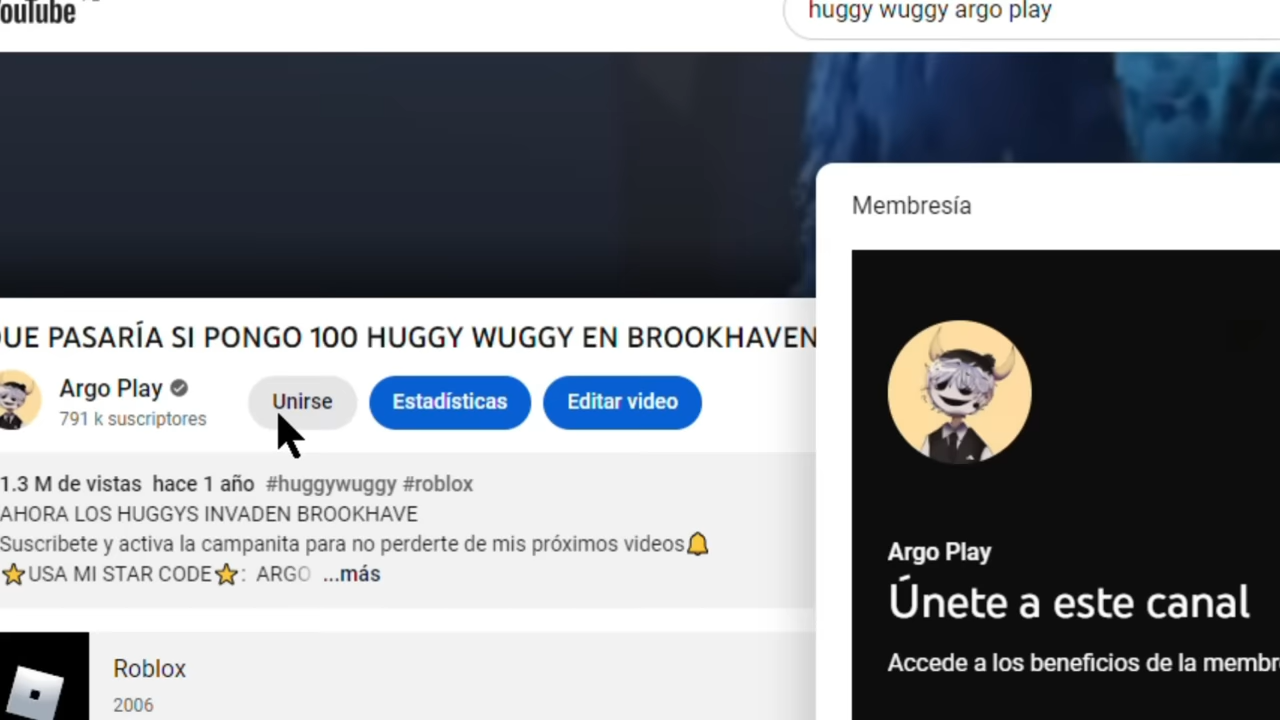 YouTube
huggy wuggy argo play
Membresía
QUE PASARÍA SI PONGO 100 HUGGY WUGGY EN BROOKHAVEN
Argo Play
791 k suscriptores
Unirse
Estadísticas
Editar video
1.3 M de vistas hace 1 año #huggywuggy #roblox
AHORA LOS HUGGYS INVADEN BROOKHAVE
Suscribete y activa la campanita para no perderte de mis próximos videos🔔
⭐USA MI STAR CODE⭐: ARGO ...más
Roblox
2006
Argo Play
Únete a este canal
Accede a los beneficios de la membre